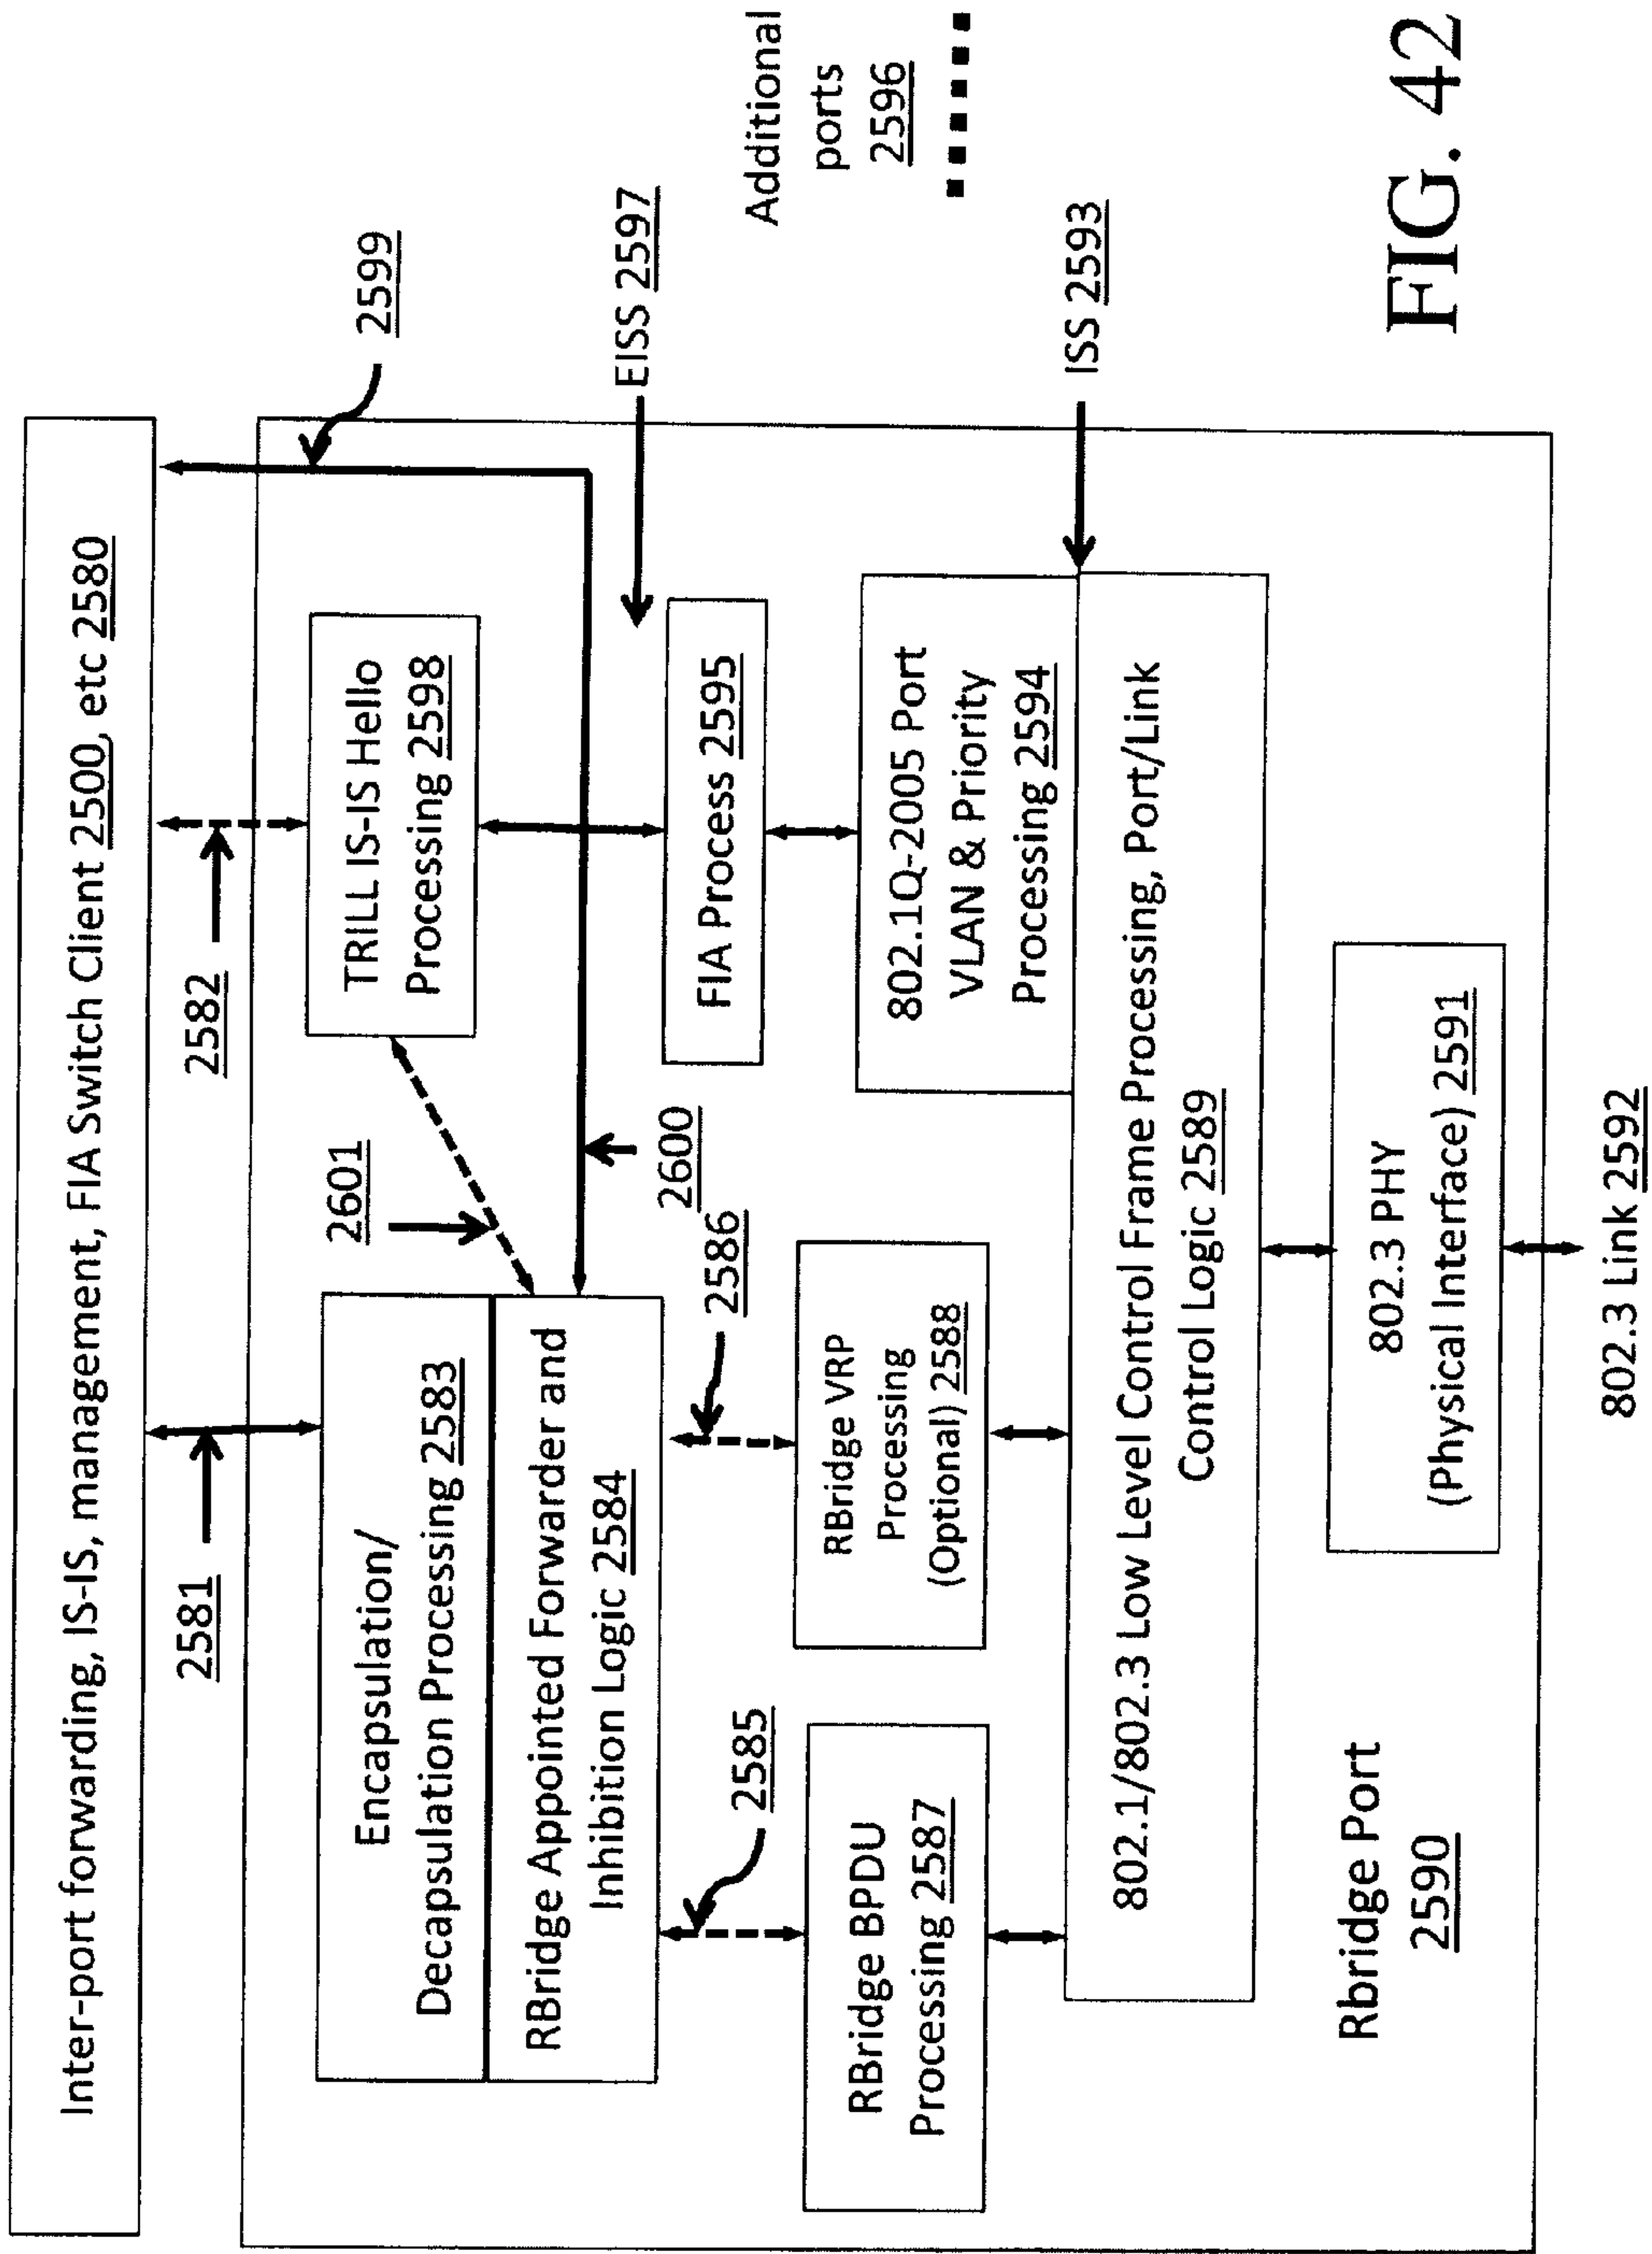 Inter-port forwarding, IS-IS, management, FIA Switch Client 2500, etc 2580
2581
2582
2599
Encapsulation/
Decapsulation Processing 2583
RBridge Appointed Forwarder and
Inhibition Logic 2584
2601
TRILL IS-IS Hello
Processing 2598
2600
EISS 2597
2585
2586
FIA Process 2595
Additional
ports
2596
RBridge BPDU
Processing 2587
RBridge VRP
Processing
(Optional) 2588
802.1Q-2005 Port
VLAN & Priority
Processing 2594
ISS 2593
802.1/802.3 Low Level Control Frame Processing, Port/Link
Control Logic 2589
Rbridge Port
2590
802.3 PHY
(Physical Interface) 2591
802.3 Link 2592
FIG. 42